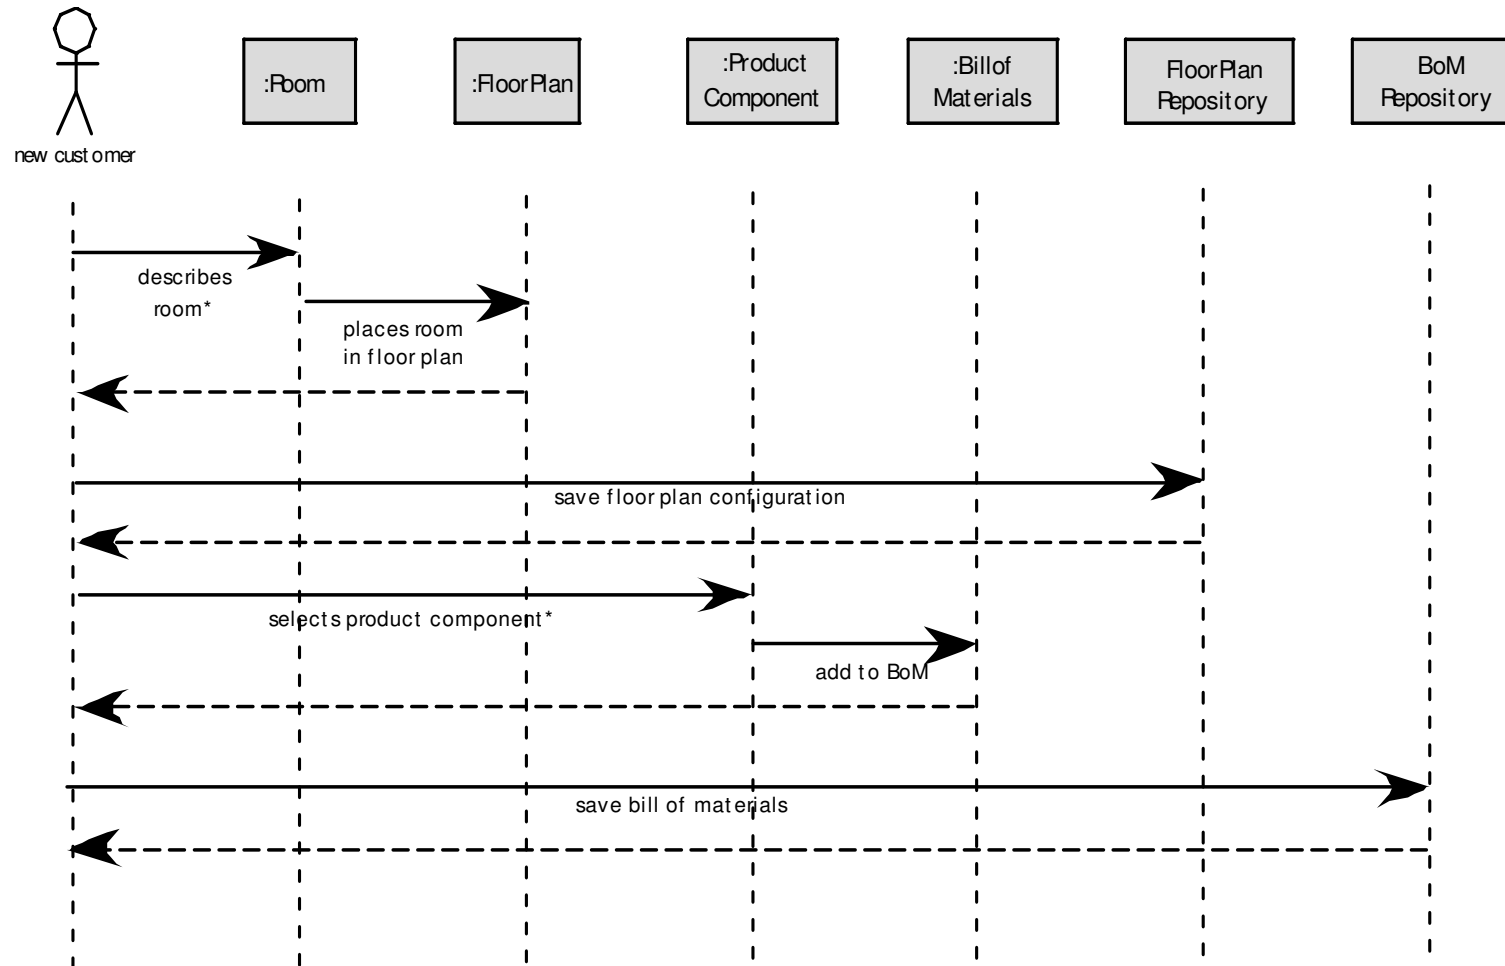 :Room
:FloorPlan
:Product
Component
:Billof
Materials
FloorPlan
Repository
BoM
Repository
new customer
describes
room*
places room
in floor plan
save floor plan configuration
selects product component*
add to BoM
save bill of materials